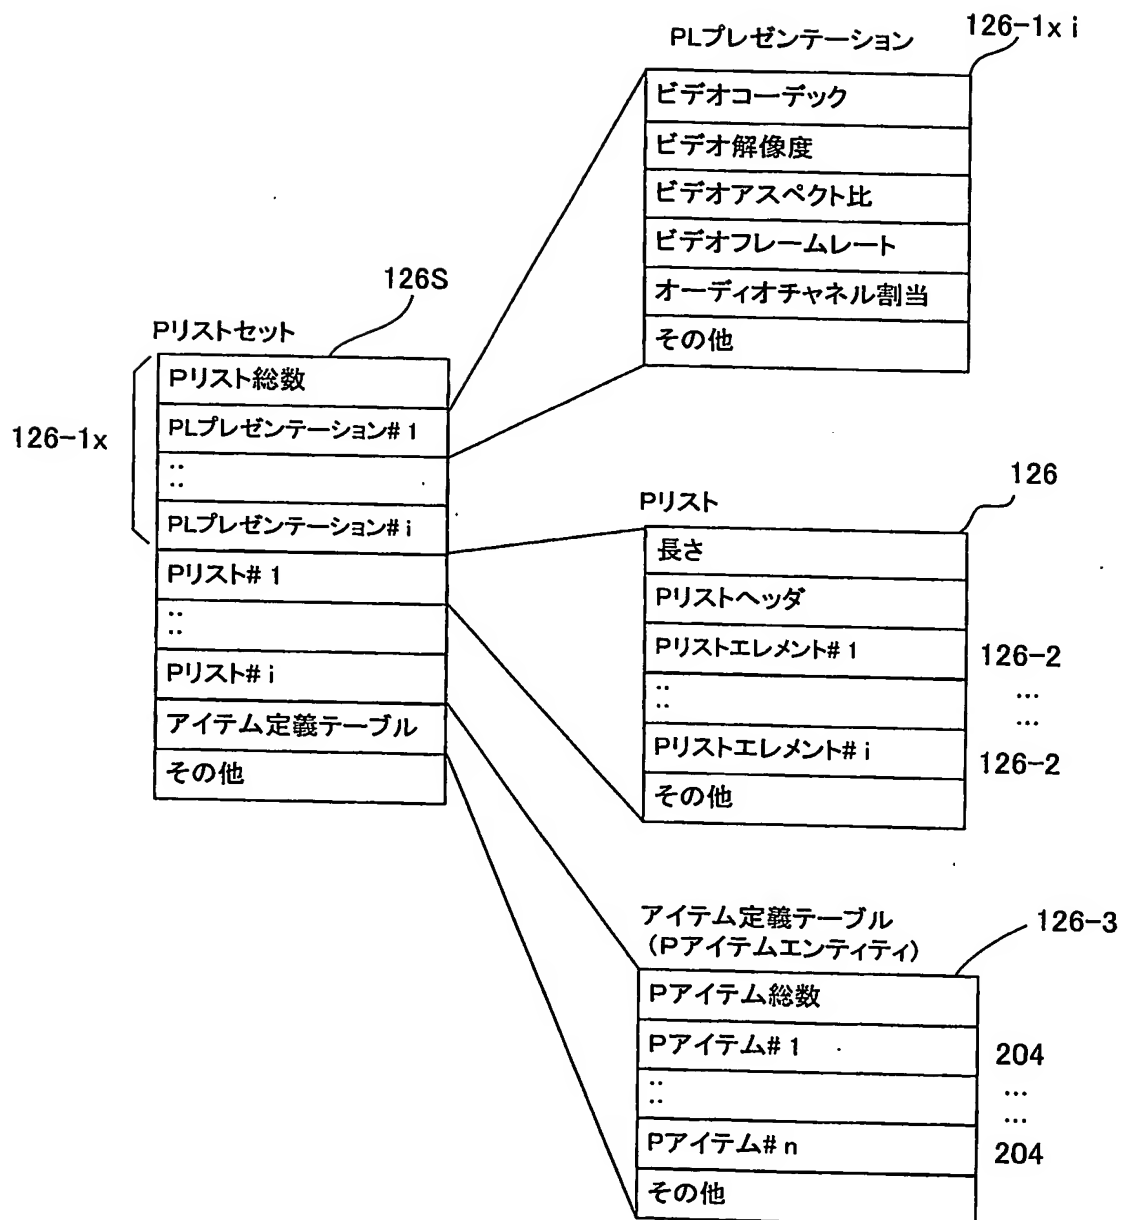 PLプレゼンテーション
126-1x i
ビデオコーデック
ビデオ解像度
ビデオアスペクト比
ビデオフレームレート
オーディオチャネル割当
その他
126S
Pリストセット
126-1x
Pリスト総数
PLプレゼンテーション#1
::
PLプレゼンテーション#i
Pリスト#1
::
Pリスト#i
アイテム定義テーブル
その他
Pリスト
126
長さ
Pリストヘッダ
Pリストエレメント#1
126-2
::
...
...
Pリストエレメント#i
126-2
その他
アイテム定義テーブル
(Pアイテムエンティティ)
126-3
Pアイテム総数
Pアイテム#1
204
::
...
...
Pアイテム#n
204
その他